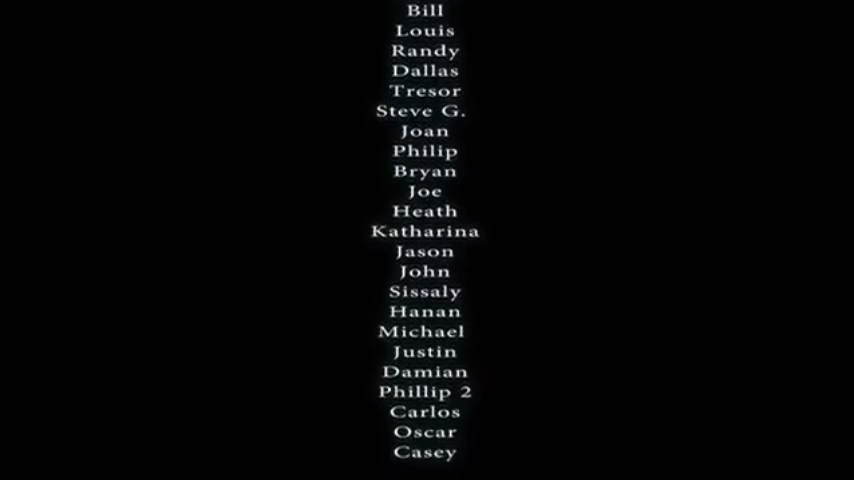 Bill
Louis
Randy
Dallas
Tresor
Steve G.
Joan
Philip
Bryan
Joe
Heath
Katharina
Jason
John
Sissaly
Hanan
Michael
Justin
Damian
Phillip 2
Carlos
Oscar
Casey